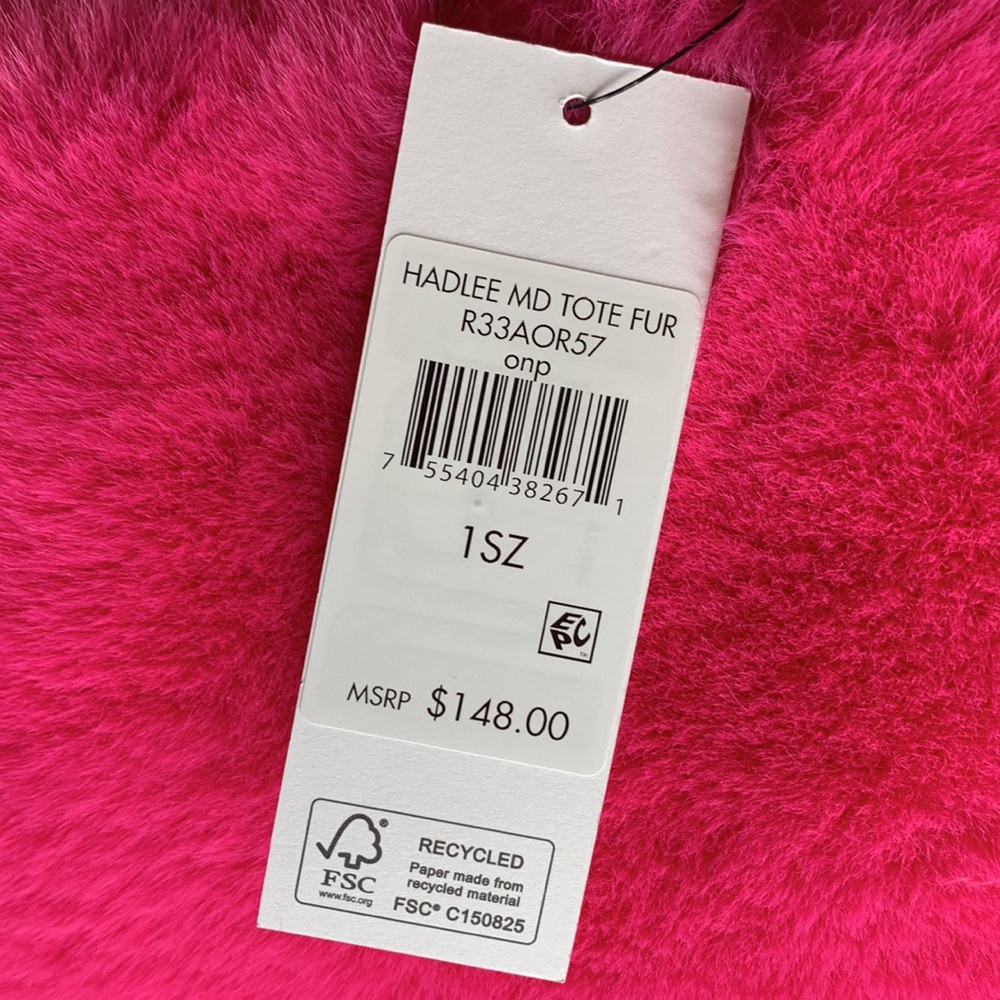 HADLEE MD TOTE FUR
R33AOR57
onp
7 55404 38267 1
1SZ
EPC
TM
MSRP $148.00
FSC
www.fsc.org
RECYCLED
Paper made from
recycled material
FSC® C150825